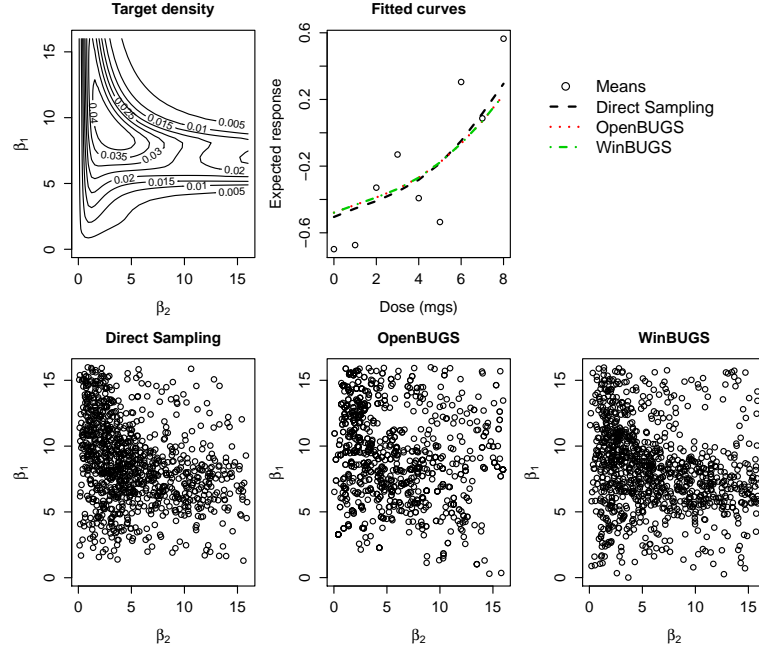 Target density
Fitted curves
0.005
0.01
0.015
0.025
0.04
0.035
0.03
0.02
0.02
0.015
0.01
0.005
0 5 10 15
0 5 10 15
β1
β2
−0.6 −0.2 0.2 0.6
0 2 4 6 8
Expected response
Dose (mgs)
Means
Direct Sampling
OpenBUGS
WinBUGS
Direct Sampling
OpenBUGS
WinBUGS
0 5 10 15
0 5 10 15
β1
β2
0 5 10 15
0 5 10 15
β1
β2
0 5 10 15
0 5 10 15
β1
β2